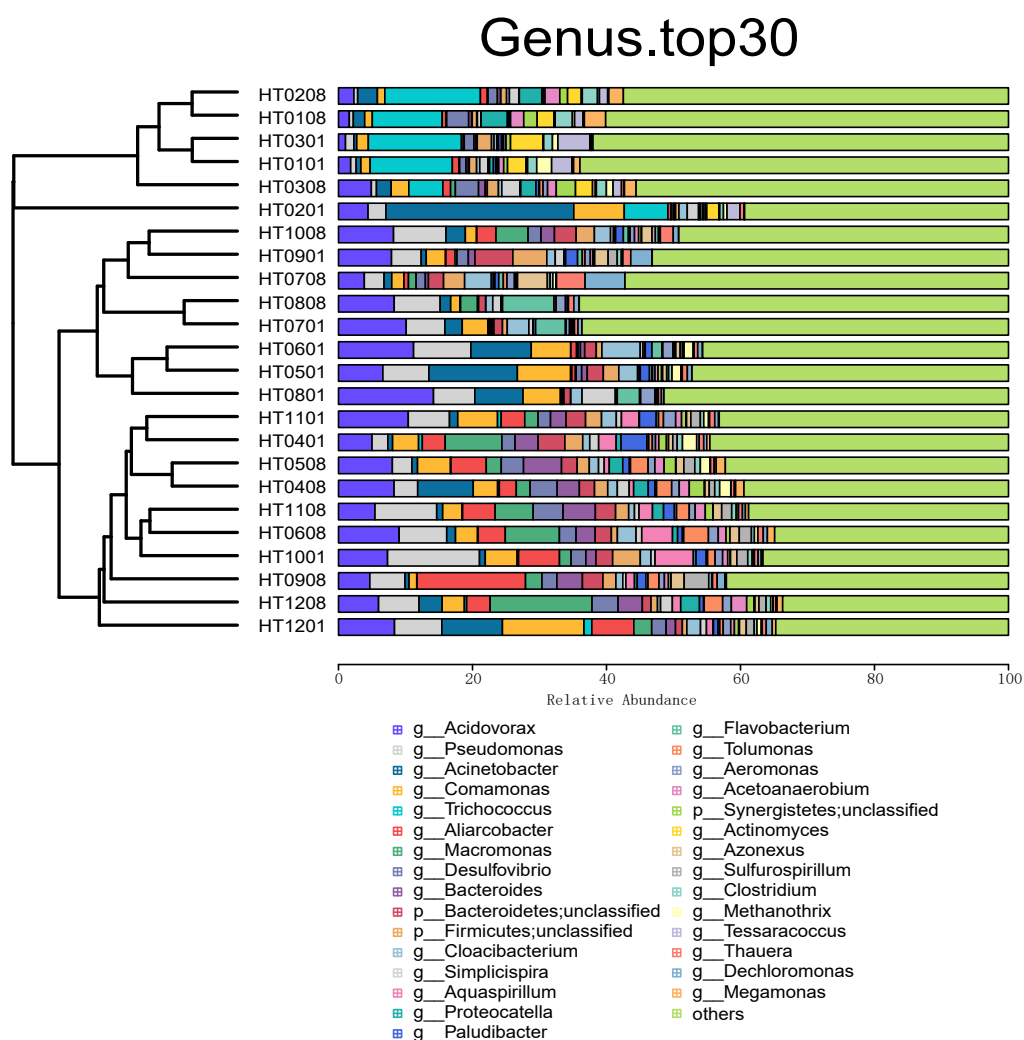 Genus.top30
HT0208
HT0108
HT0301
HT0101
HT0308
HT0201
HT1008
HT0901
HT0708
HT0808
HT0701
HT0601
HT0501
HT0801
HT1101
HT0401
HT0508
HT0408
HT1108
HT0608
HT1001
HT0908
HT1208
HT1201
0 20 40 60 80 100
Relative Abundance
g__Acidovorax
g__Pseudomonas
g__Acinetobacter
g__Comamonas
g__Trichococcus
g__Aliarcobacter
g__Macromonas
g__Desulfovibrio
g__Bacteroides
p__Bacteroidetes;unclassified
p__Firmicutes;unclassified
g__Cloacibacterium
g__Simplicispira
g__Aquaspirillum
g__Proteocatella
g__Paludibacter
g__Flavobacterium
g__Tolumonas
g__Aeromonas
g__Acetoanaerobium
p__Synergistetes;unclassified
g__Actinomyces
g__Azonexus
g__Sulfurospirillum
g__Clostridium
g__Methanothrix
g__Tessaracoccus
g__Thauera
g__Dechloromonas
g__Megamonas
others